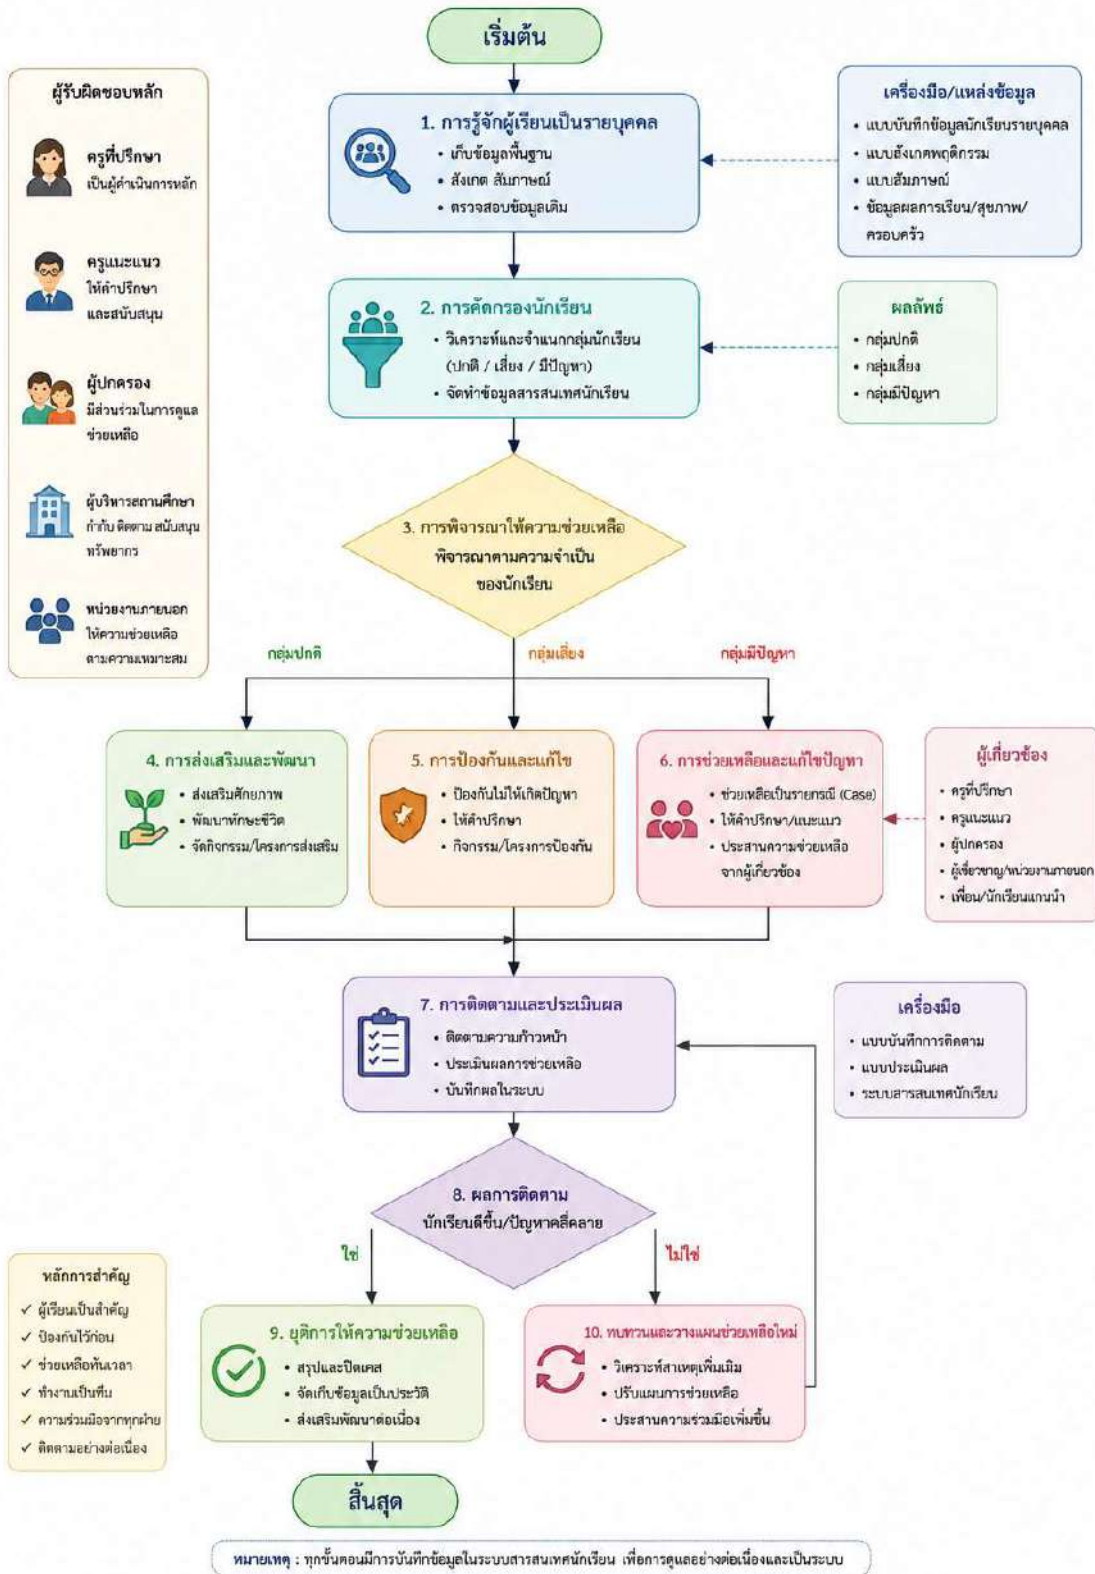 เริ่มต้น
ผู้รับผิดชอบหลัก
ครูที่ปรึกษา
เป็นผู้ดำเนินการหลัก
ครูแนะแนว
ให้คำปรึกษา
และสนับสนุน
ผู้ปกครอง
มีส่วนร่วมในการดูแล
ช่วยเหลือ
ผู้บริหารสถานศึกษา
กำกับ ติดตาม สนับสนุน
ทรัพยากร
หน่วยงานภายนอก
ให้ความช่วยเหลือ
ตามความเหมาะสม
1. การรู้จักผู้เรียนเป็นรายบุคคล
• เก็บข้อมูลพื้นฐาน
• สังเกต สัมภาษณ์
• ตรวจสอบข้อมูลเดิม
เครื่องมือ/แหล่งข้อมูล
• แบบบันทึกข้อมูลนักเรียนรายบุคคล
• แบบสังเกตพฤติกรรม
• แบบสัมภาษณ์
• ข้อมูลผลการเรียน/สุขภาพ/
ครอบครัว
2. การคัดกรองนักเรียน
• วิเคราะห์และจำแนกกลุ่มนักเรียน
(ปกติ / เสี่ยง / มีปัญหา)
• จัดทำข้อมูลสารสนเทศนักเรียน
ผลลัพธ์
• กลุ่มปกติ
• กลุ่มเสี่ยง
• กลุ่มมีปัญหา
3. การพิจารณาให้ความช่วยเหลือ
พิจารณาตามความจำเป็น
ของนักเรียน
กลุ่มปกติ
กลุ่มเสี่ยง
กลุ่มมีปัญหา
4. การส่งเสริมและพัฒนา
• ส่งเสริมศักยภาพ
• พัฒนาทักษะชีวิต
• จัดกิจกรรม/โครงการส่งเสริม
5. การป้องกันและแก้ไข
• ป้องกันไม่ให้เกิดปัญหา
• ให้คำปรึกษา
• กิจกรรม/โครงการป้องกัน
6. การช่วยเหลือและแก้ไขปัญหา
• ช่วยเหลือเป็นรายกรณี (Case)
• ให้คำปรึกษา/แนะแนว
• ประสานความช่วยเหลือ
จากผู้เกี่ยวข้อง
ผู้เกี่ยวข้อง
• ครูที่ปรึกษา
• ครูแนะแนว
• ผู้ปกครอง
• ผู้เชี่ยวชาญ/หน่วยงานภายนอก
• เพื่อน/นักเรียนแกนนำ
7. การติดตามและประเมินผล
• ติดตามความก้าวหน้า
• ประเมินผลการช่วยเหลือ
• บันทึกผลในระบบ
เครื่องมือ
• แบบบันทึกการติดตาม
• แบบประเมินผล
• ระบบสารสนเทศนักเรียน
8. ผลการติดตาม
นักเรียนดีขึ้น/ปัญหาคลี่คลาย
ใช่
ไม่ใช่
หลักการสำคัญ
✓ ผู้เรียนเป็นสำคัญ
✓ ป้องกันไว้ก่อน
✓ ช่วยเหลือทันเวลา
✓ ทำงานเป็นทีม
✓ ความร่วมมือจากทุกฝ่าย
✓ ติดตามอย่างต่อเนื่อง
9. ยุติการให้ความช่วยเหลือ
• สรุปและปิดเคส
• จัดเก็บข้อมูลเป็นประวัติ
• ส่งเสริมพัฒนาต่อเนื่อง
10. ทบทวนและวางแผนช่วยเหลือใหม่
• วิเคราะห์สาเหตุเพิ่มเติม
• ปรับแผนการช่วยเหลือ
• ประสานความร่วมมือเพิ่มขึ้น
สิ้นสุด
หมายเหตุ : ทุกขั้นตอนมีการบันทึกข้อมูลในระบบสารสนเทศนักเรียน เพื่อการดูแลอย่างต่อเนื่องและเป็นระบบ